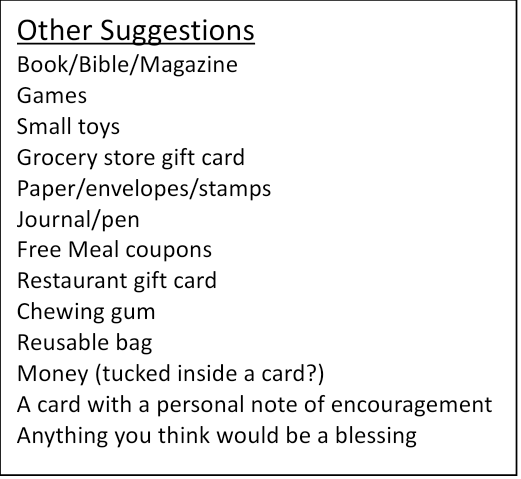 Other Suggestions
Book/Bible/Magazine
Games
Small toys
Grocery store gift card
Paper/envelopes/stamps
Journal/pen
Free Meal coupons
Restaurant gift card
Chewing gum
Reusable bag
Money (tucked inside a card?)
A card with a personal note of encouragement
Anything you think would be a blessing